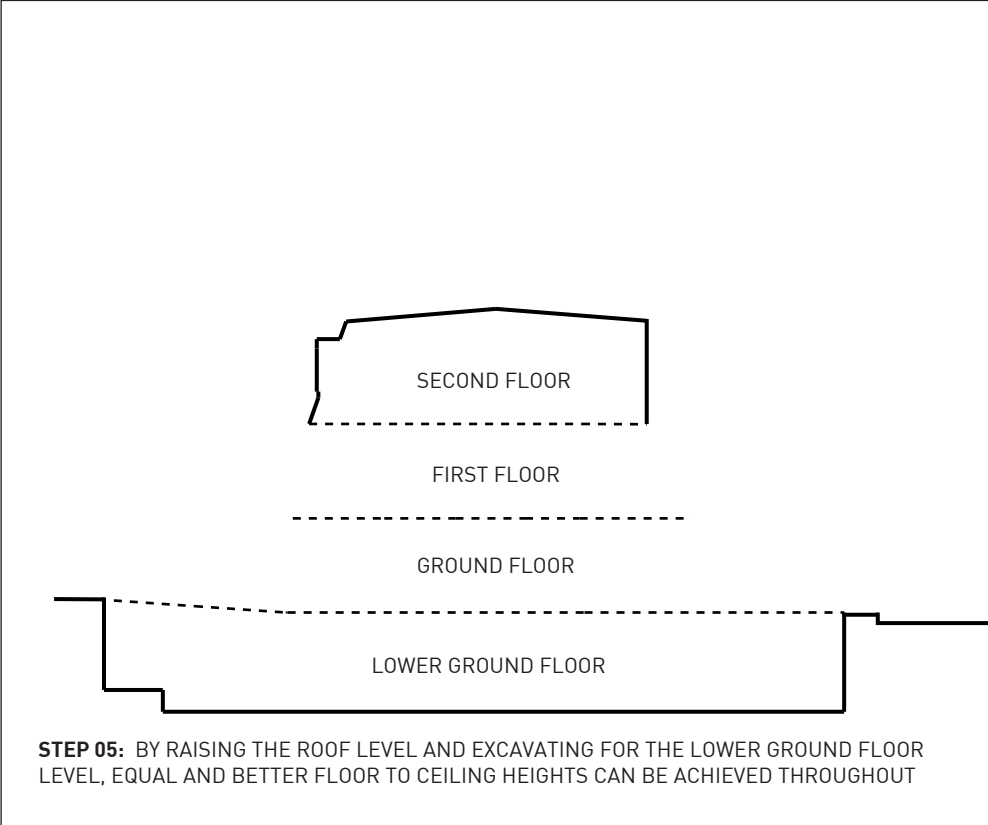 SECOND FLOOR
FIRST FLOOR
GROUND FLOOR
LOWER GROUND FLOOR
STEP 05: BY RAISING THE ROOF LEVEL AND EXCAVATING FOR THE LOWER GROUND FLOOR
LEVEL, EQUAL AND BETTER FLOOR TO CEILING HEIGHTS CAN BE ACHIEVED THROUGHOUT